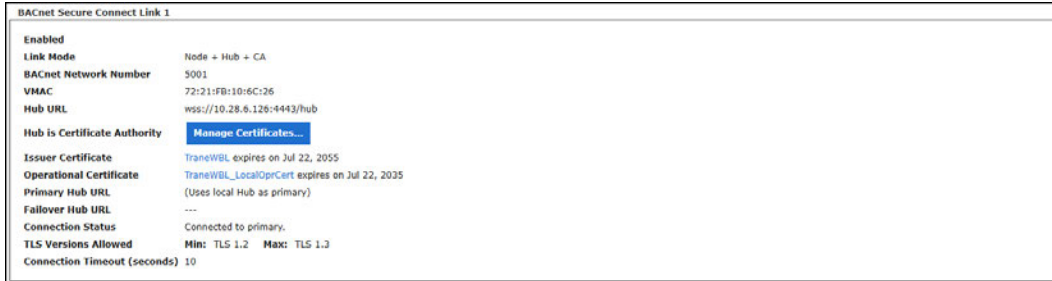 BACnet Secure Connect Link 1
Enabled
Link Mode Node + Hub + CA
BACnet Network Number 5001
VMAC 72:21:FB:10:6C:26
Hub URL wss://10.28.6.126:4443/hub
Hub is Certificate Authority Manage Certificates...
Issuer Certificate TraneWBL expires on Jul 22, 2055
Operational Certificate TraneWBL_LocalOprCert expires on Jul 22, 2035
Primary Hub URL (Uses local Hub as primary)
Failover Hub URL ---
Connection Status Connected to primary.
TLS Versions Allowed Min: TLS 1.2 Max: TLS 1.3
Connection Timeout (seconds) 10